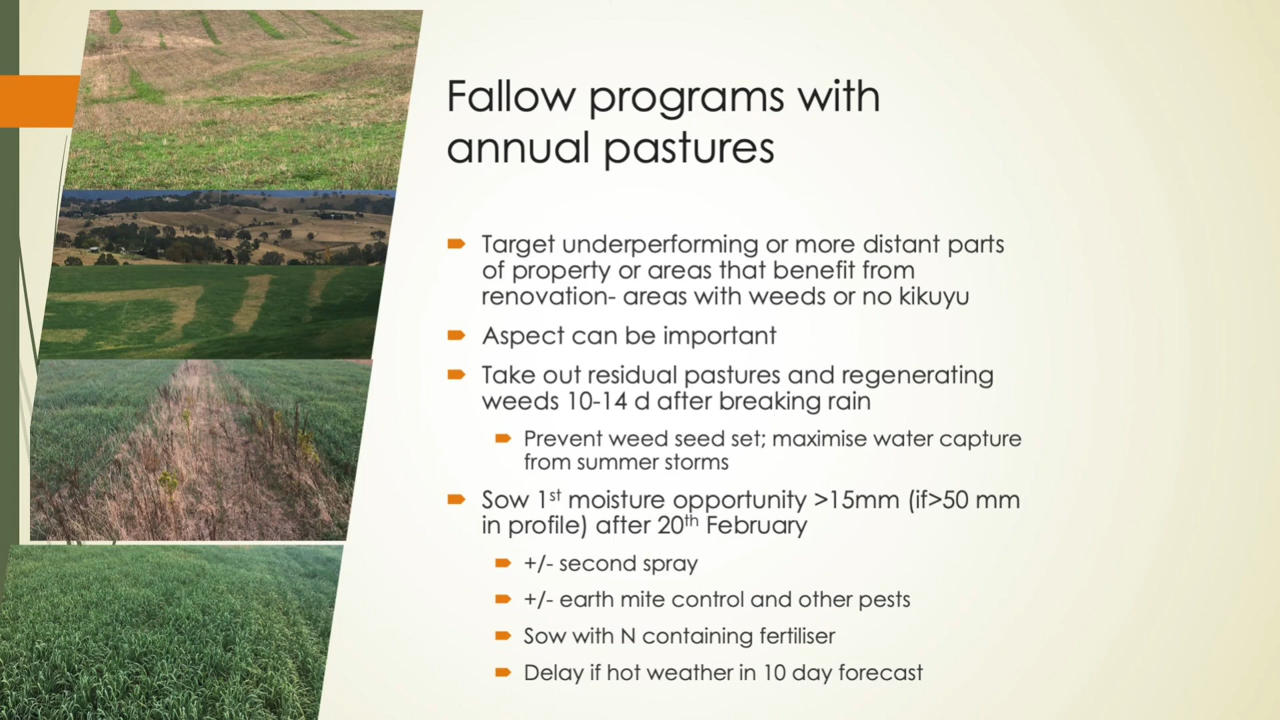 Fallow programs with
annual pastures
Target underperforming or more distant parts
of property or areas that benefit from
renovation- areas with weeds or no kikuyu
Aspect can be important
Take out residual pastures and regenerating
weeds 10-14 d after breaking rain
Prevent weed seed set; maximise water capture
from summer storms
Sow 1st moisture opportunity >15mm (if>50 mm
in profile) after 20th February
+/- second spray
+/- earth mite control and other pests
Sow with N containing fertiliser
Delay if hot weather in 10 day forecast